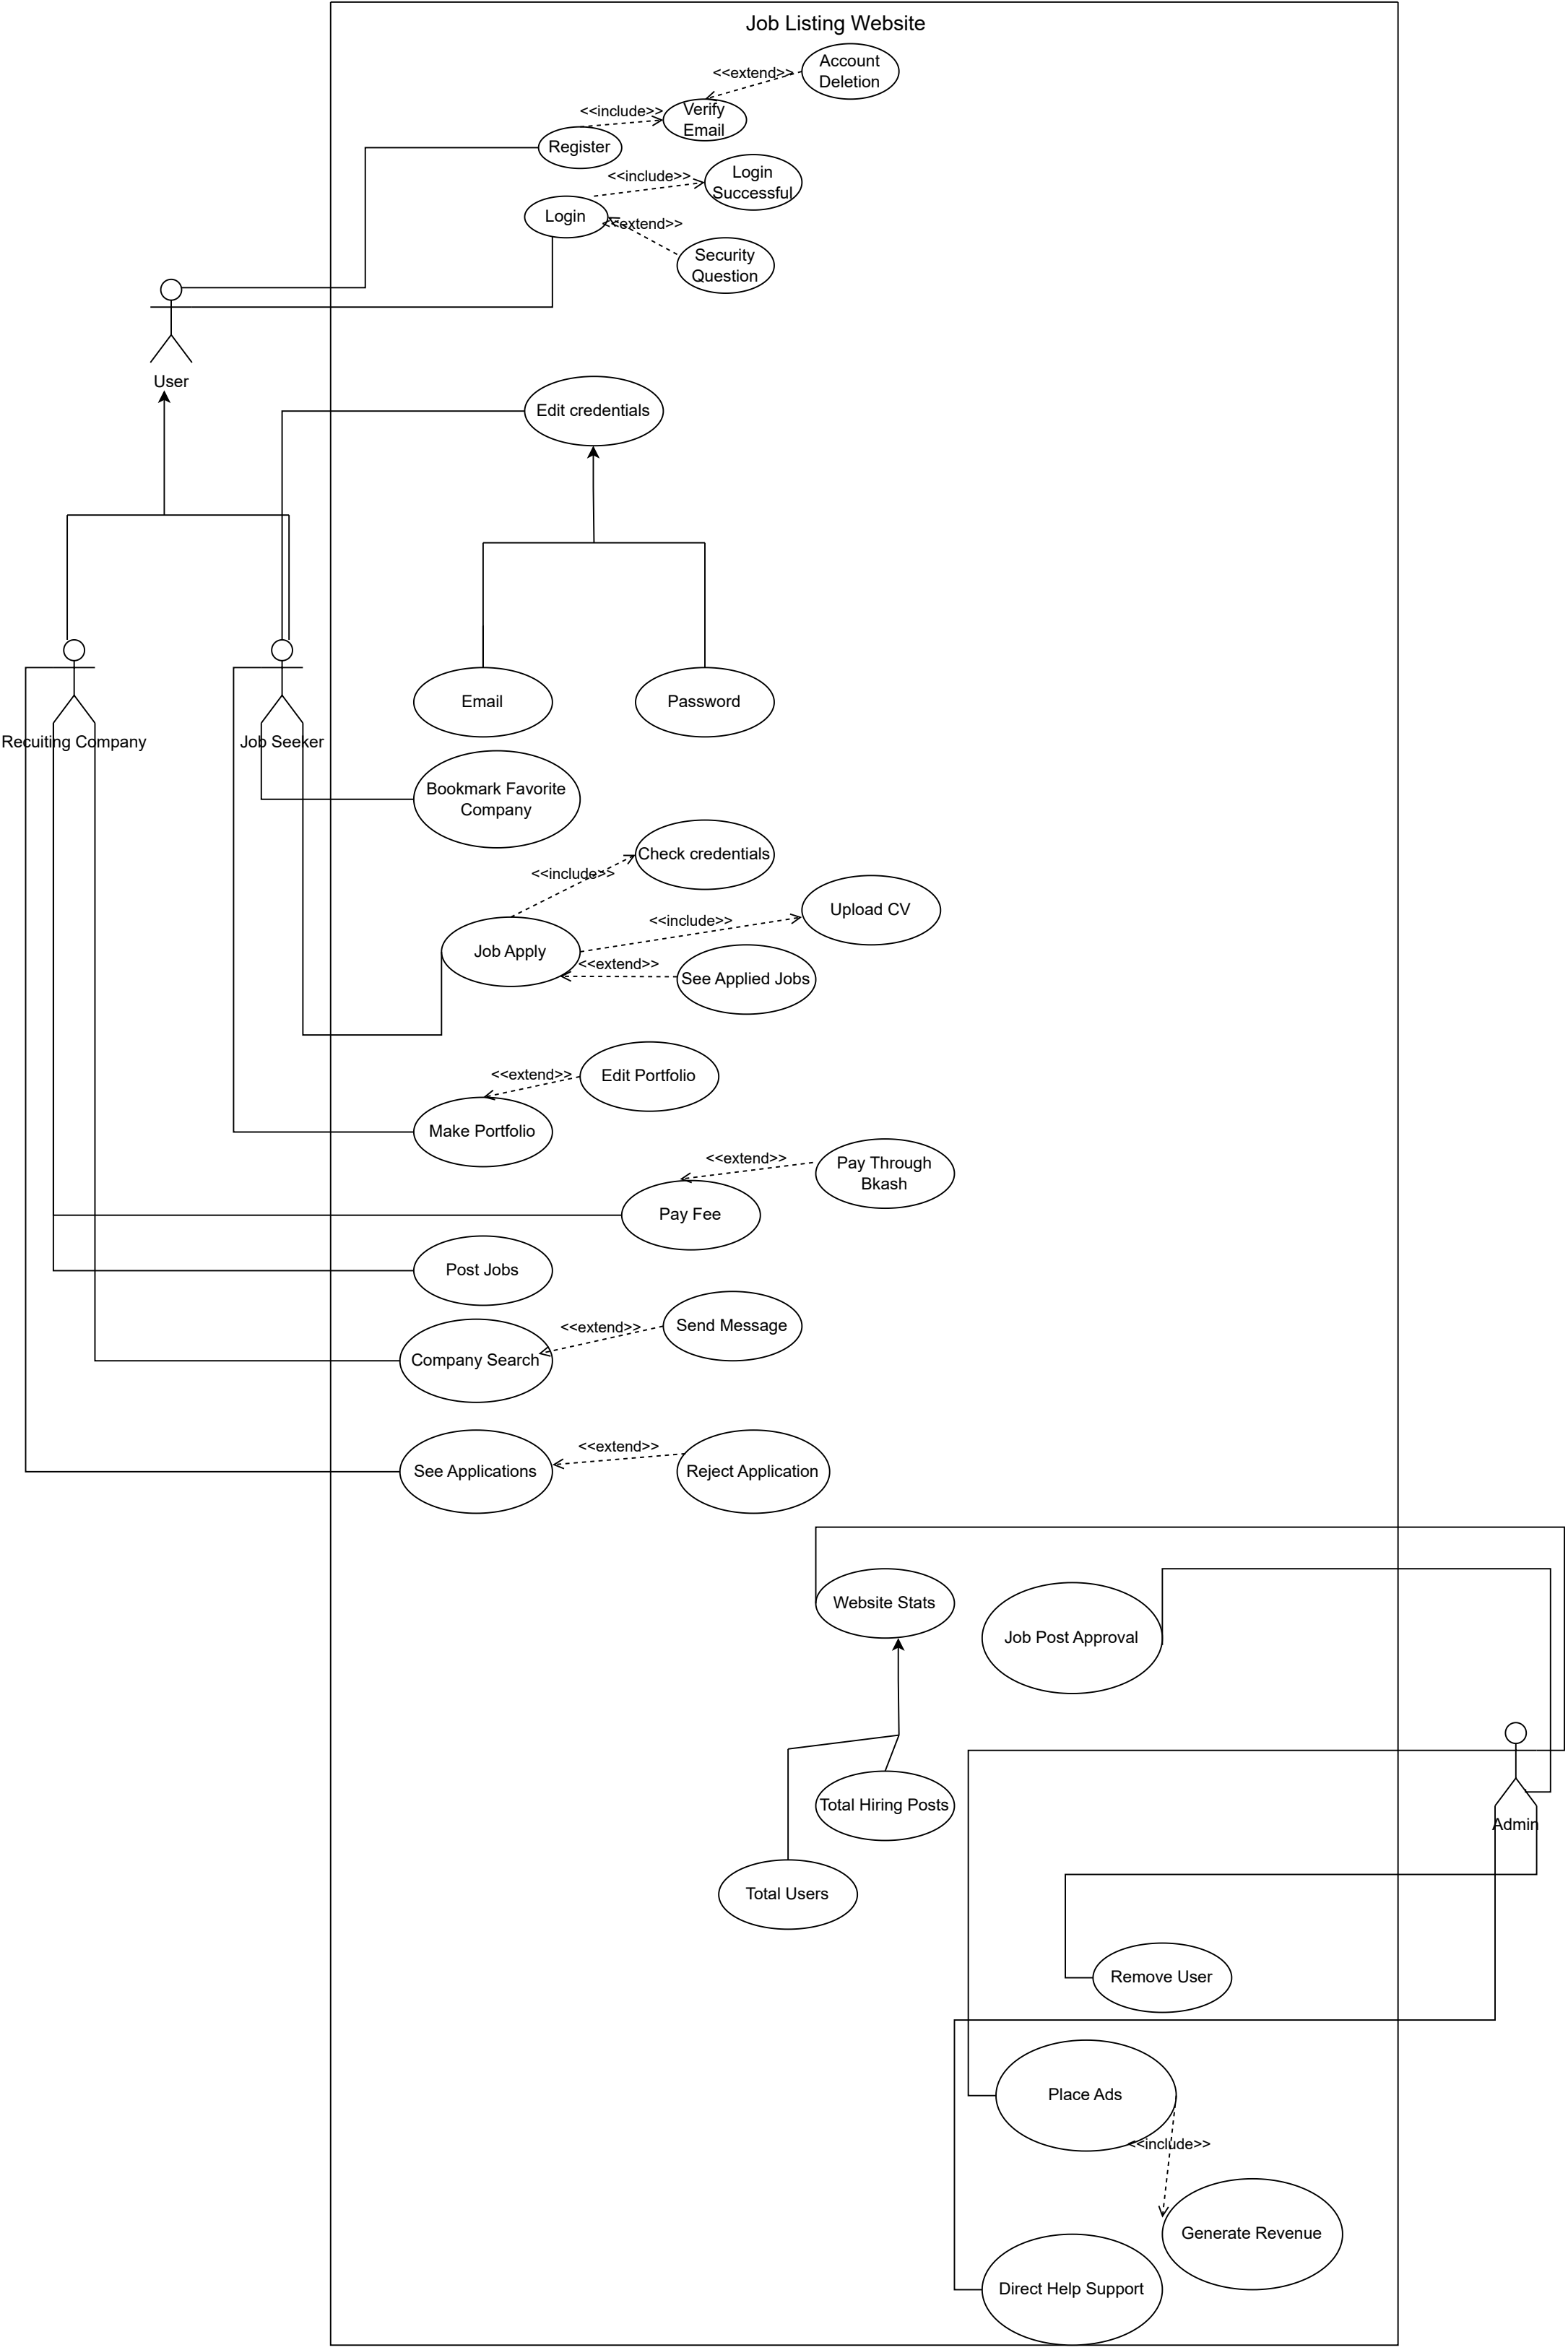 Job Listing Website
Account
Deletion
<<extend>>
Verify
Email
<<include>>
Register
Login
Successful
<<include>>
Login
<<extend>>
Security
Question
User
Edit credentials
Email
Password
Recuiting Company
Job Seeker
Bookmark Favorite
Company
Check credentials
<<include>>
Upload CV
<<include>>
Job Apply
<<extend>>
See Applied Jobs
<<extend>>
Edit Portfolio
Make Portfolio
<<extend>>
Pay Through
Bkash
Pay Fee
Post Jobs
<<extend>>
Send Message
Company Search
<<extend>>
See Applications
Reject Application
Website Stats
Job Post Approval
Total Hiring Posts
Admin
Total Users
Remove User
Place Ads
<<include>>
Generate Revenue
Direct Help Support